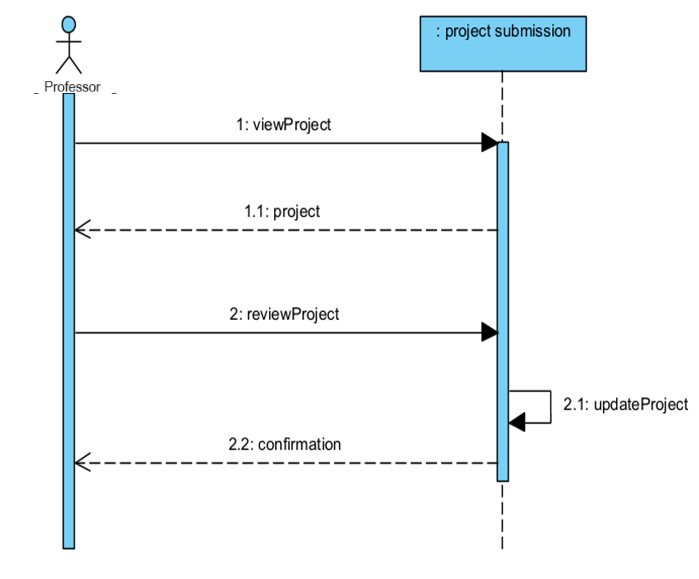 : project submission
Professor
1: viewProject
1.1: project
2: reviewProject
2.1: updateProject
2.2: confirmation